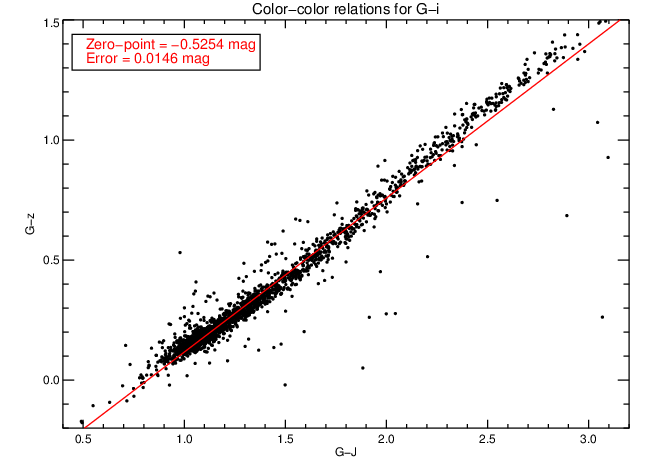 Color-color relations for G-i
Zero-point = -0.5254 mag
Error = 0.0146 mag
1.5
1.0
0.5
0.0
G-z
0.5
1.0
1.5
2.0
2.5
3.0
G-J